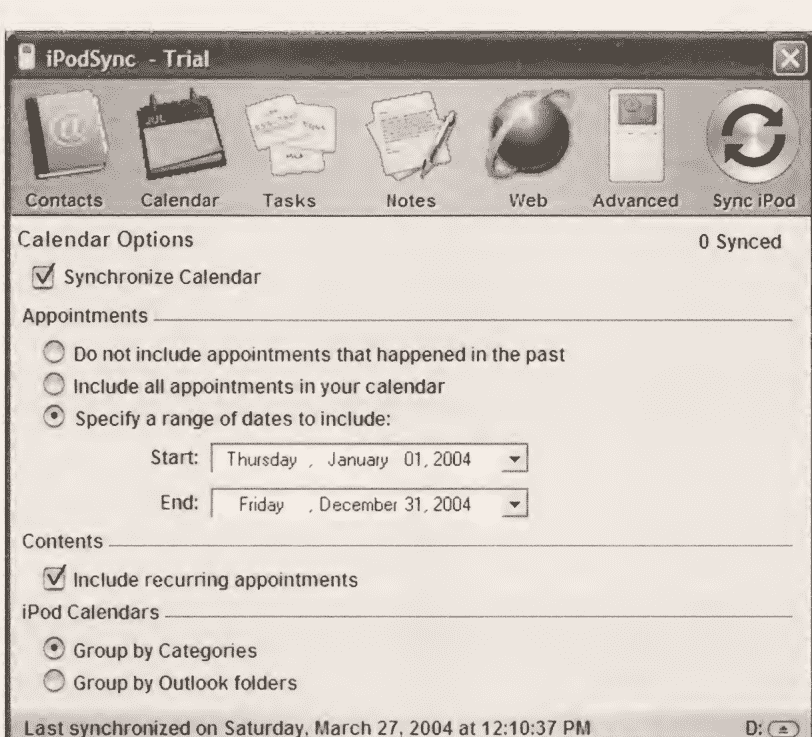 iPodSync - Trial
JUL
Contacts Calendar Tasks Notes Web Advanced Sync iPod
Calendar Options 0 Synced
Synchronize Calendar
Appointments
Do not include appointments that happened in the past
Include all appointments in your calendar
Specify a range of dates to include:
Start: Thursday , January 01, 2004
End: Friday , December 31, 2004
Contents
Include recurring appointments
iPod Calendars
Group by Categories
Group by Outlook folders
Last synchronized on Saturday, March 27, 2004 at 12:10:37 PM D: